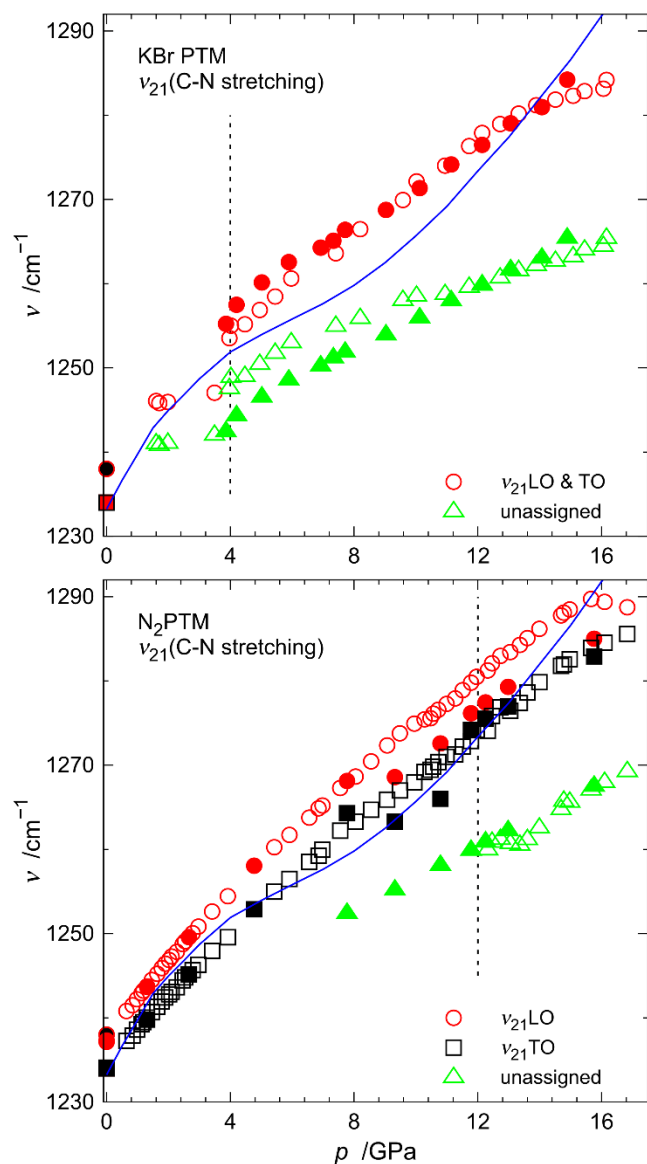 1290
KBr PTM
ν21(C-N stretching)
1270
ν /cm−1
1250
ν21LO & TO
unassigned
1230
0 4 8 12 16
1290
N2PTM
ν21(C-N stretching)
1270
ν /cm−1
1250
ν21LO
ν21TO
unassigned
1230
0 4 8 12 16
p /GPa